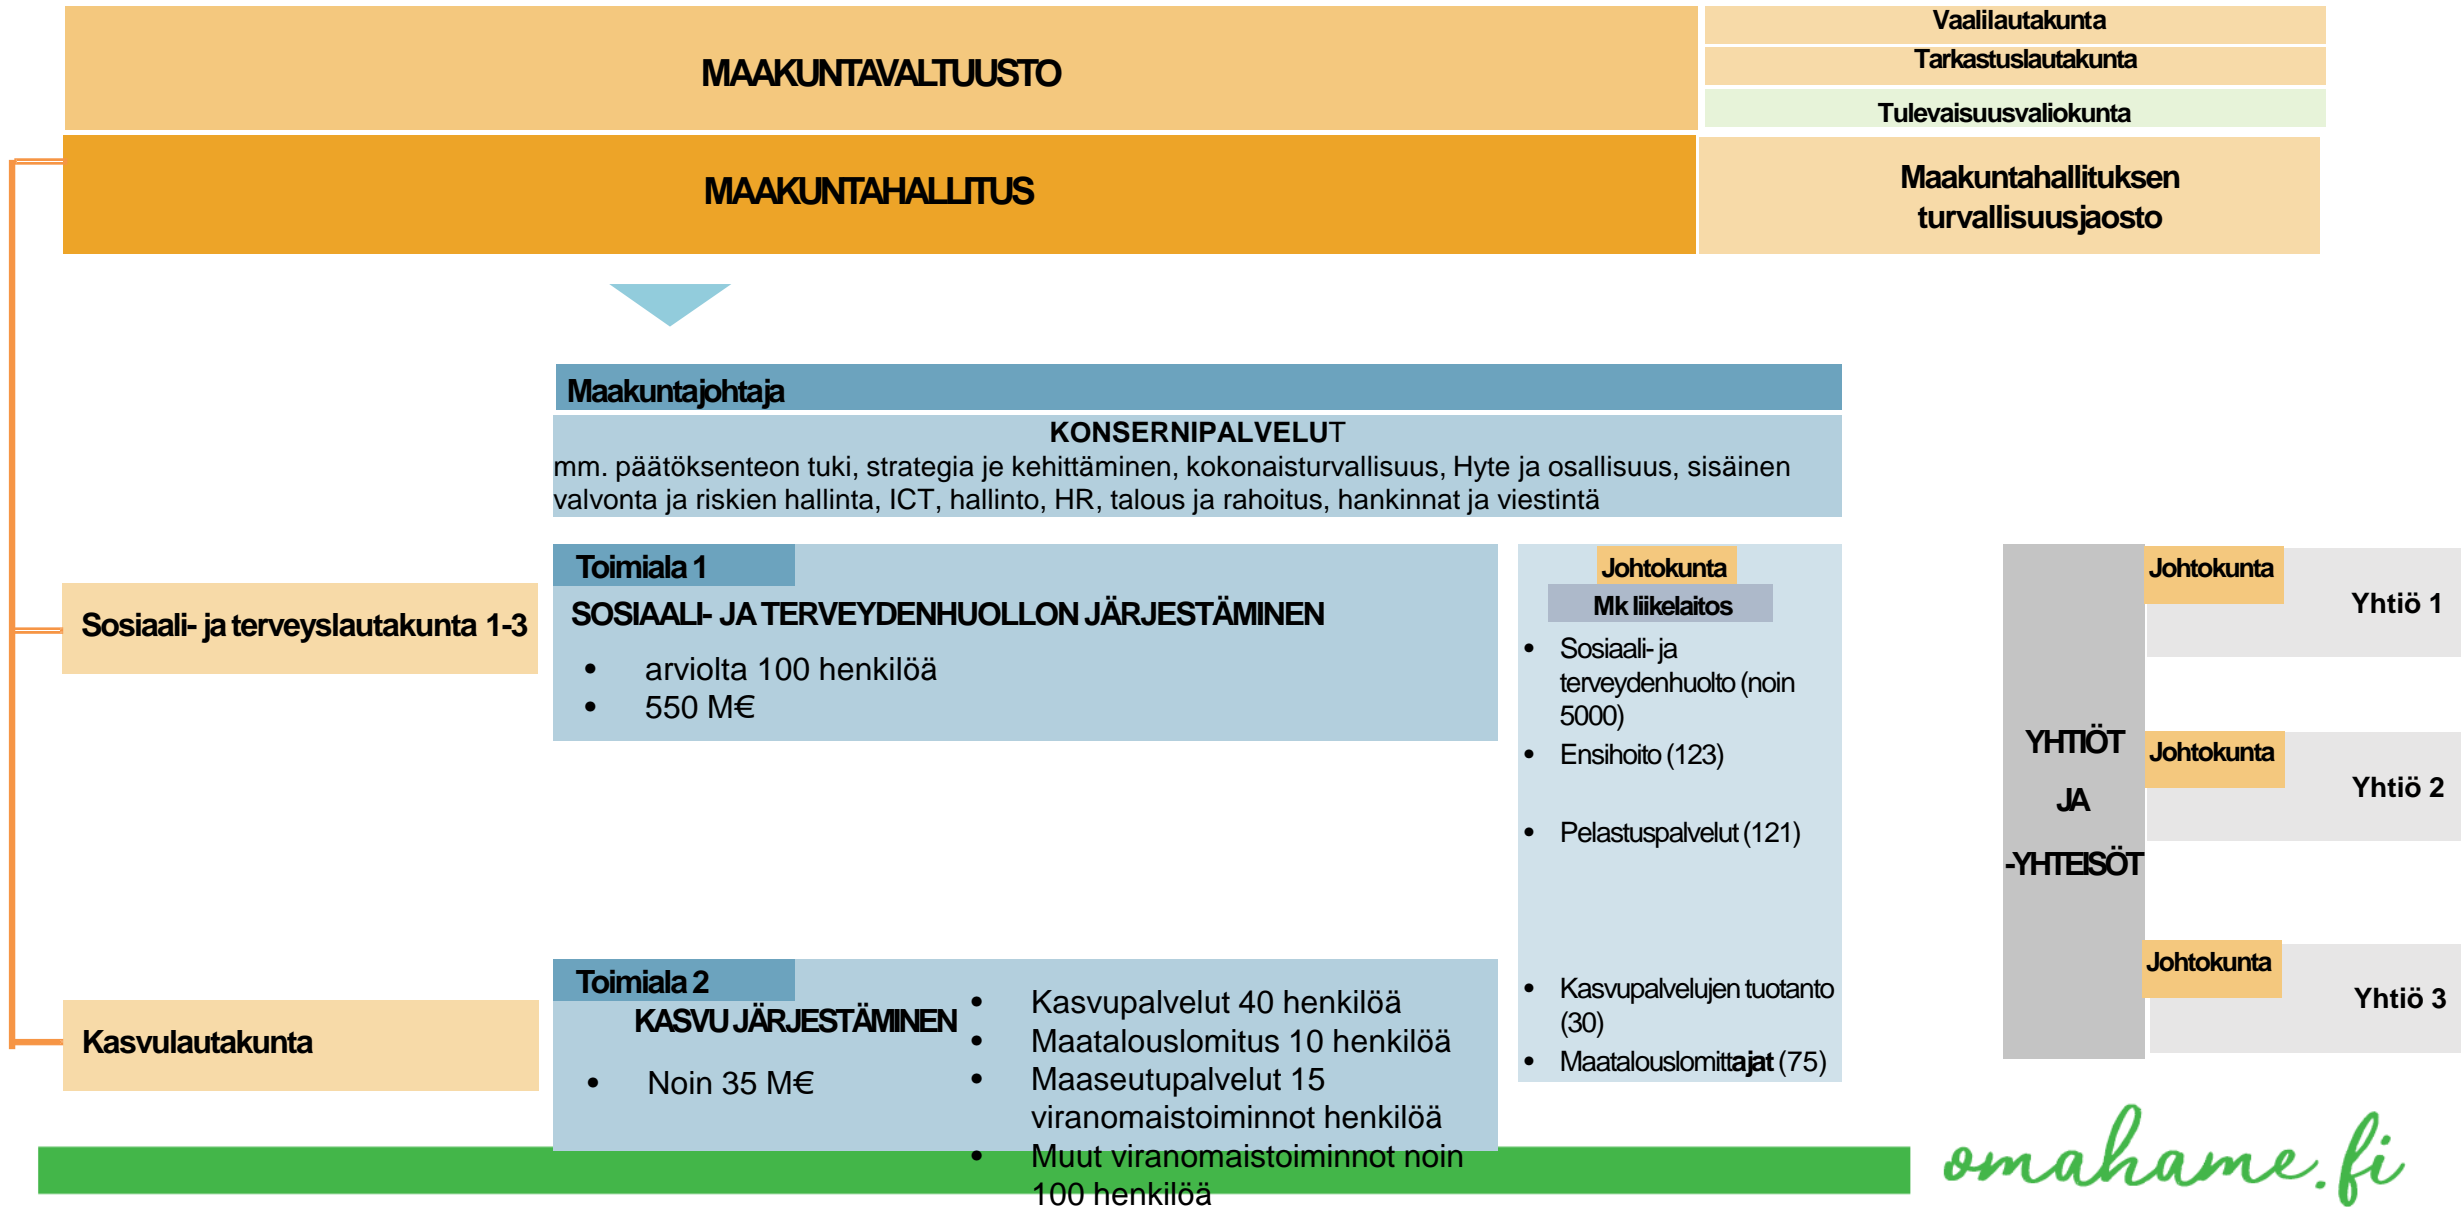 MAAKUNTAVALTUUSTO
Vaalilautakunta
Tarkastuslautakunta
Tulevaisuusvaliokunta
MAAKUNTAHALLITUS
Maakuntahallituksen
turvallisuusjaosto
Maakuntajohtaja
KONSERNIPALVELUT
mm. päätöksenteon tuki, strategia je kehittäminen, kokonaisturvallisuus, Hyte ja osallisuus, sisäinen
valvonta ja riskien hallinta, ICT, hallinto, HR, talous ja rahoitus, hankinnat ja viestintä
Sosiaali- ja terveyslautakunta 1-3
Toimiala 1
SOSIAALI- JA TERVEYDENHUOLLON JÄRJESTÄMINEN
• arviolta 100 henkilöä
• 550 M€
Johtokunta
Mk liikelaitos
• Sosiaali- ja
terveydenhuolto (noin
5000)
• Ensihoito (123)
• Pelastuspalvelut (121)
• Kasvupalvelujen tuotanto
(30)
• Maatalouslomittajat (75)
YHTIÖT
JA
-YHTEISÖT
Johtokunta
Yhtiö 1
Johtokunta
Yhtiö 2
Johtokunta
Yhtiö 3
Kasvulautakunta
Toimiala 2
KASVU JÄRJESTÄMINEN
• Noin 35 M€
• Kasvupalvelut 40 henkilöä
• Maatalouslomitus 10 henkilöä
• Maaseutupalvelut 15
viranomaistoiminnot henkilöä
• Muut viranomaistoiminnot noin
100 henkilöä
omahame.fi